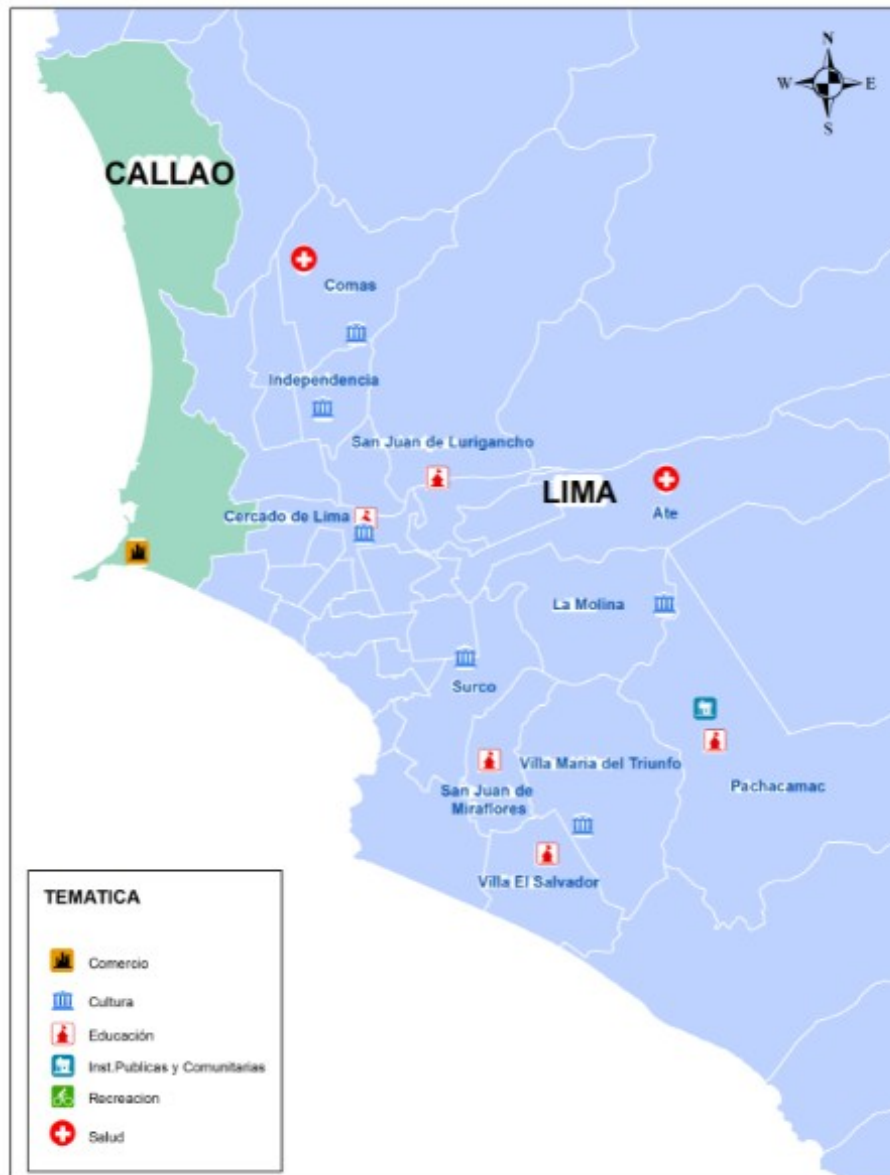 N
W E
S
CALLAO
Comas
Independencia
San Juan de Lurigancho
LIMA
Cercado de Lima
Ate
La Molina
Surco
Villa Maria del Triunfo
San Juan de
Miraflores
Pachacamac
Villa El Salvador
TEMATICA
Comercio
Cultura
Educación
Inst.Publicas y Comunitarias
Recreacion
Salud